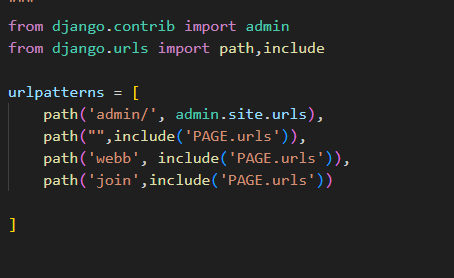 """
from django.contrib import admin
from django.urls import path,include
urlpatterns = [
    path('admin/', admin.site.urls),
    path("",include('PAGE.urls')),
    path('webb', include('PAGE.urls')),
    path('join',include('PAGE.urls'))
]